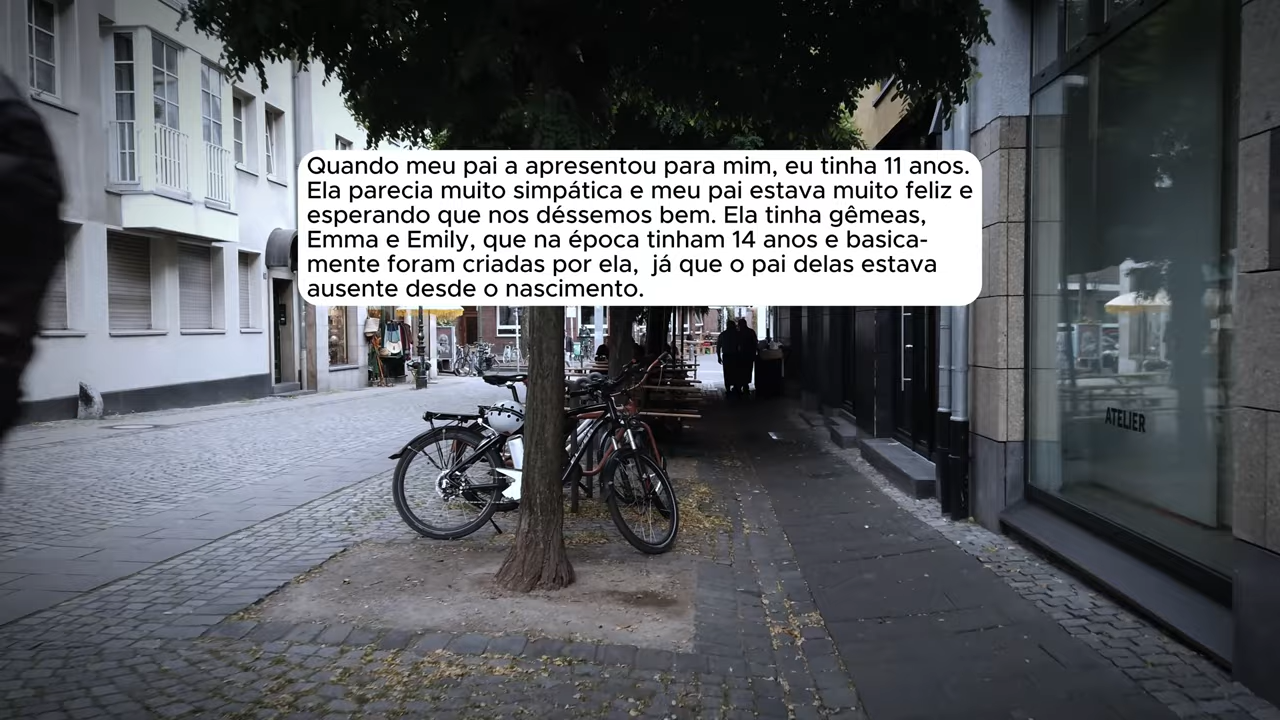 Quando meu pai a apresentou para mim, eu tinha 11 anos.
Ela parecia muito simpática e meu pai estava muito feliz e
esperando que nos déssemos bem. Ela tinha gêmeas,
Emma e Emily, que na época tinham 14 anos e basica-
mente foram criadas por ela,  já que o pai delas estava
ausente desde o nascimento.
ATELIER